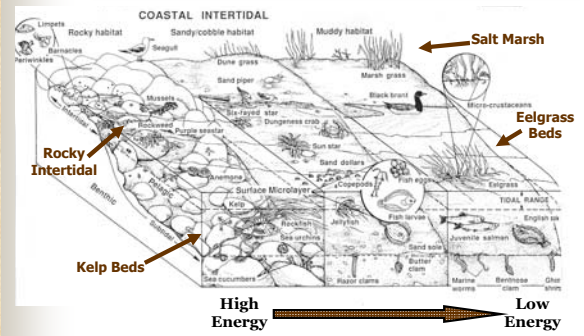 COASTAL INTERTIDAL
Rocky habitat
Sandy/cobble habitat
Muddy habitat
Salt Marsh
Limpets
Barnacles
Periwinkles
Seagull
Dune grass
Marsh grass
Sand piper
Black brant
Micro-crustaceans
Mussels
Six-rayed star
Dungeness crab
Eelgrass
Beds
Intertidal
Rockweed
Purple seastar
Sun star
Rocky
Intertidal
Sand dollars
Fish eggs
Anemone
Surface Microlayer
Copepods
Eelgrass
Benthic
Kelp
TIDAL RANGE
Rockfish
Jellyfish
Fish larvae
English sole
Subtidal
Sea urchins
Juvenile salmon
Kelp Beds
Sand sole
Sea cucumbers
Razor clams
Butter
clam
Marine
worms
Bentnose
clam
High
Energy
Low
Energy